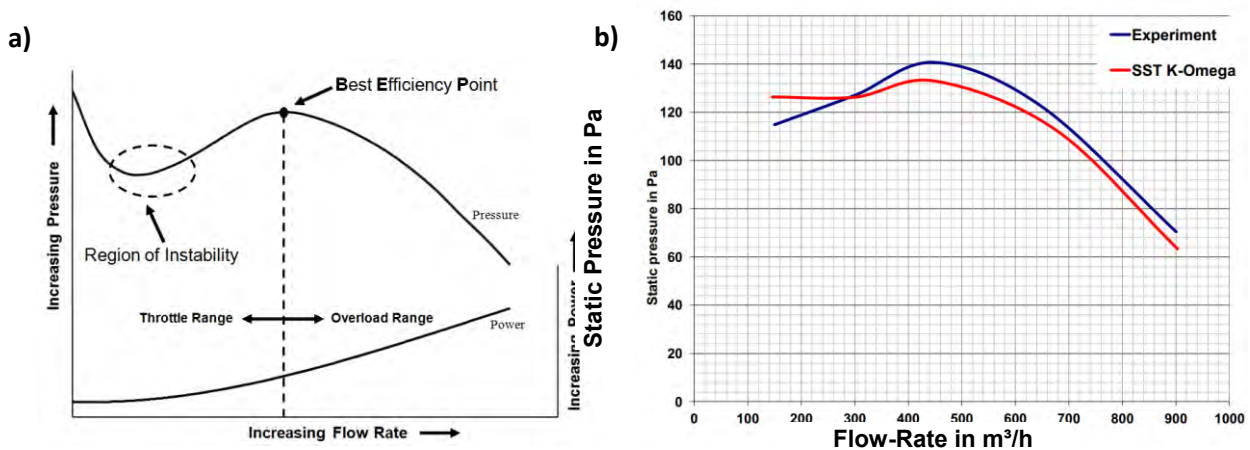 a)
Best Efficiency Point
Increasing Pressure
Region of Instability
Pressure
Throttle Range
Overload Range
Power
Increasing Power
Increasing Flow Rate
b)
Experiment
SST K-Omega
Static Pressure in Pa
Static pressure in Pa
160
140
120
100
80
60
40
20
0
0 100 200 300 400 500 600 700 800 900 1000
Flow-Rate in m³/h